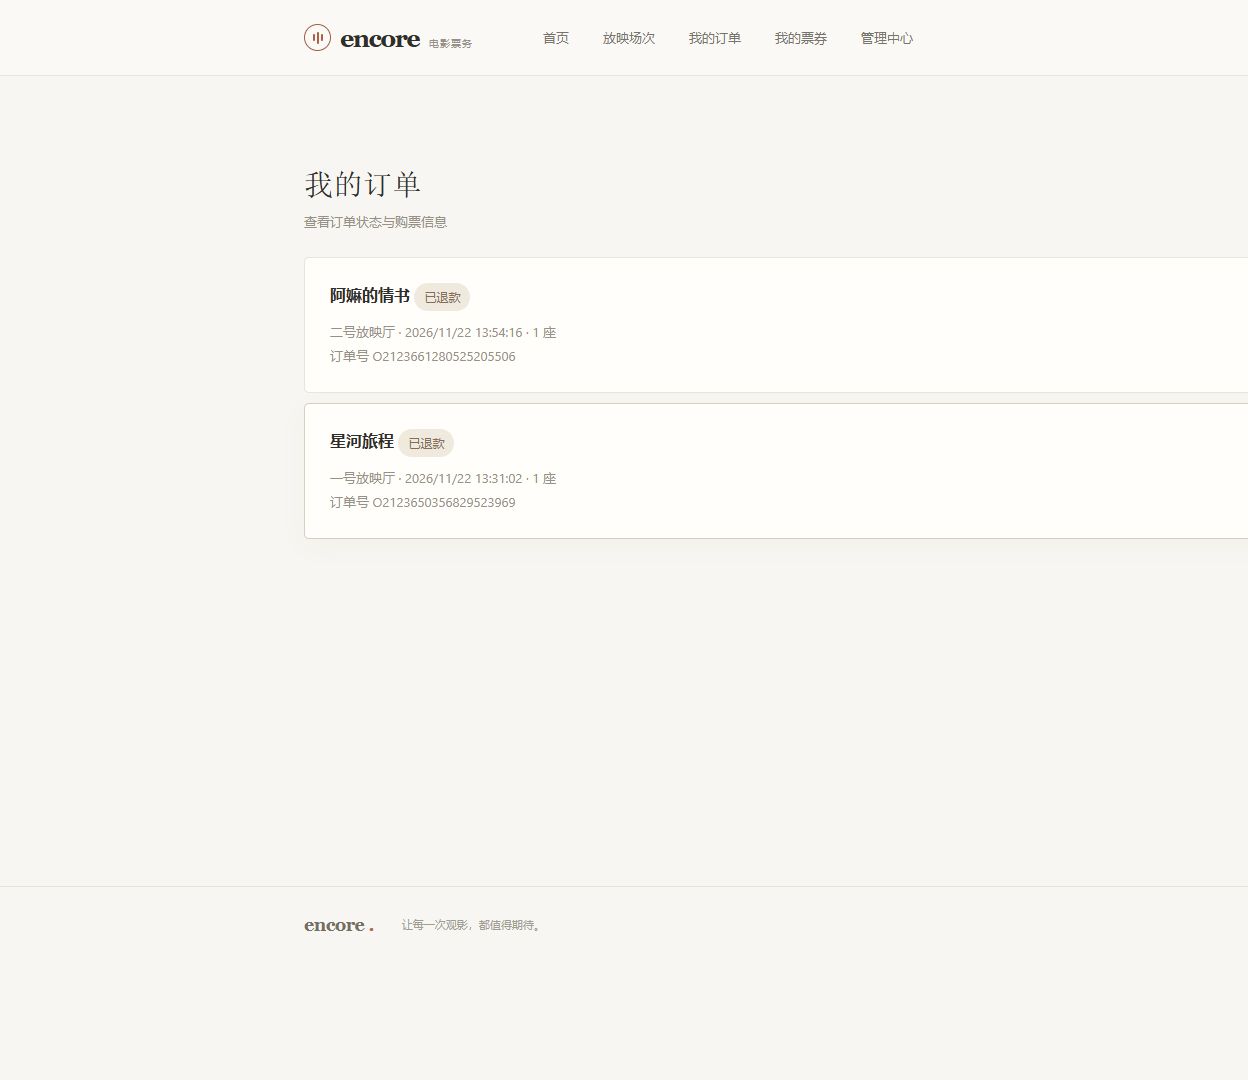 encore 电影票务 首页 放映场次 我的订单 我的票券 管理中心
我的订单
查看订单状态与购票信息
阿嫲的情书 已退款
二号放映厅 · 2026/11/22 13:54:16 · 1 座
订单号 O2123661280525205506
星河旅程 已退款
一号放映厅 · 2026/11/22 13:31:02 · 1 座
订单号 O2123650356829523969
encore . 让每一次观影，都值得期待。